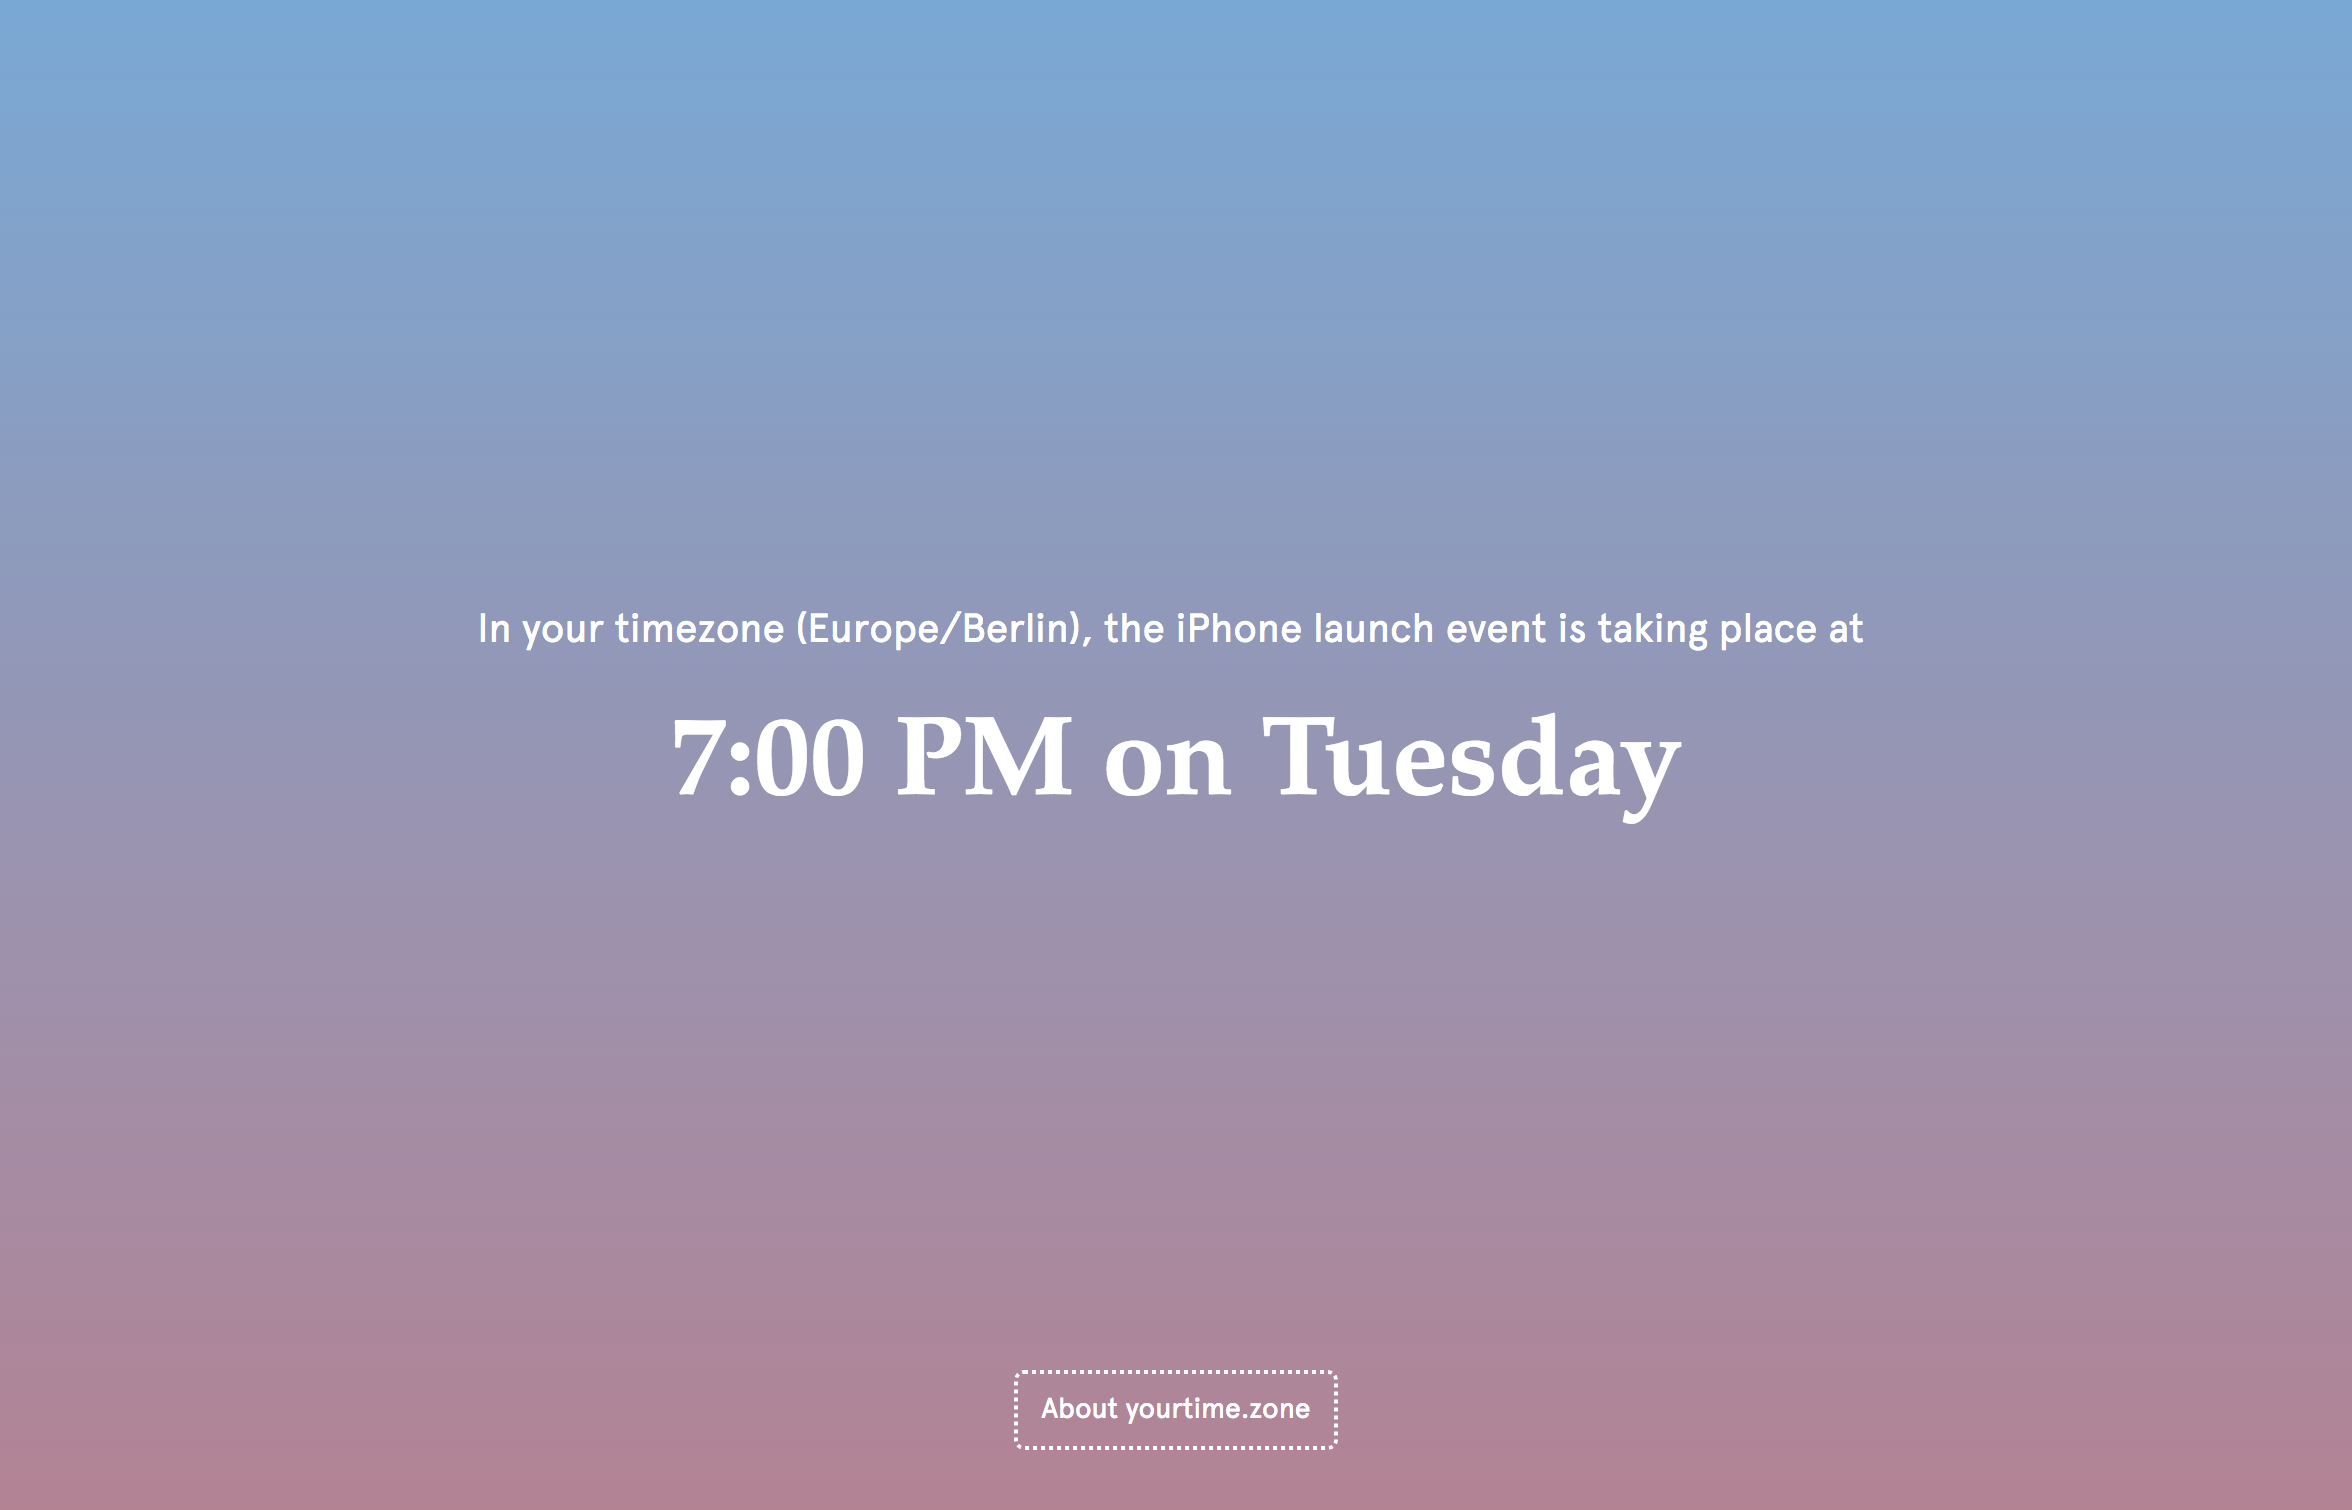 In your timezone (Europe/Berlin), the iPhone launch event is taking place at
7:00 PM on Tuesday
About yourtime.zone